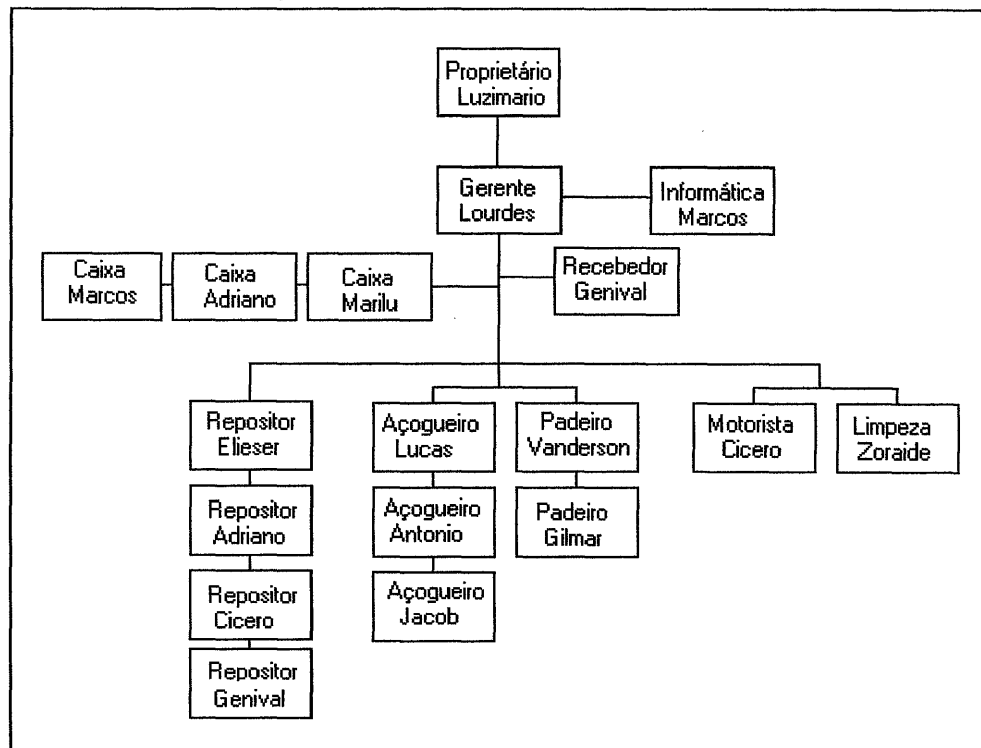 Proprietário
Luzimario
Gerente
Lourdes
Informática
Marcos
Caixa
Marcos
Caixa
Adriano
Caixa
Marilu
Recebedor
Genival
Repositor
Elieser
Açogueiro
Lucas
Padeiro
Vanderson
Motorista
Cicero
Limpeza
Zoraide
Repositor
Adriano
Açogueiro
Antonio
Padeiro
Gilmar
Repositor
Cicero
Açogueiro
Jacob
Repositor
Genival